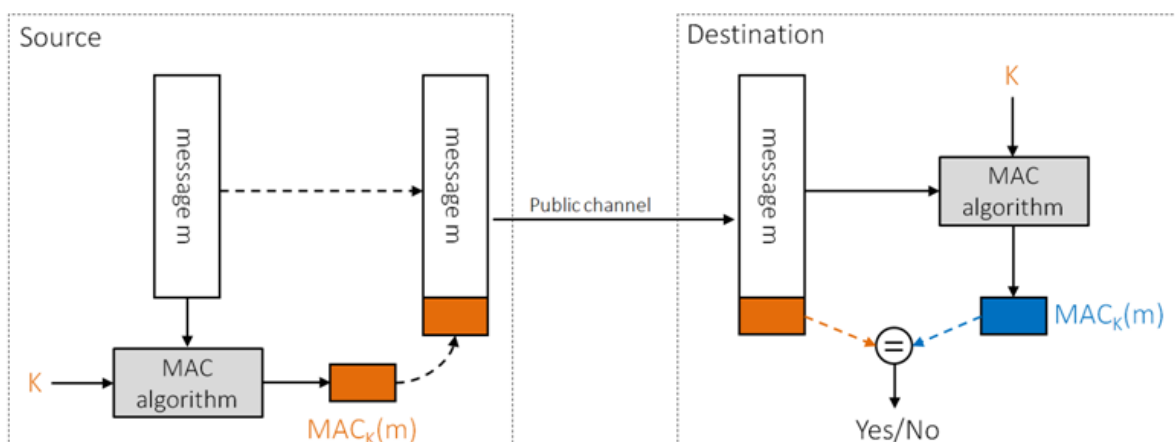 Source
message m
message m
K
MAC
algorithm
MACK(m)
Public channel
Destination
message m
K
MAC
algorithm
MACK(m)
=
Yes/No